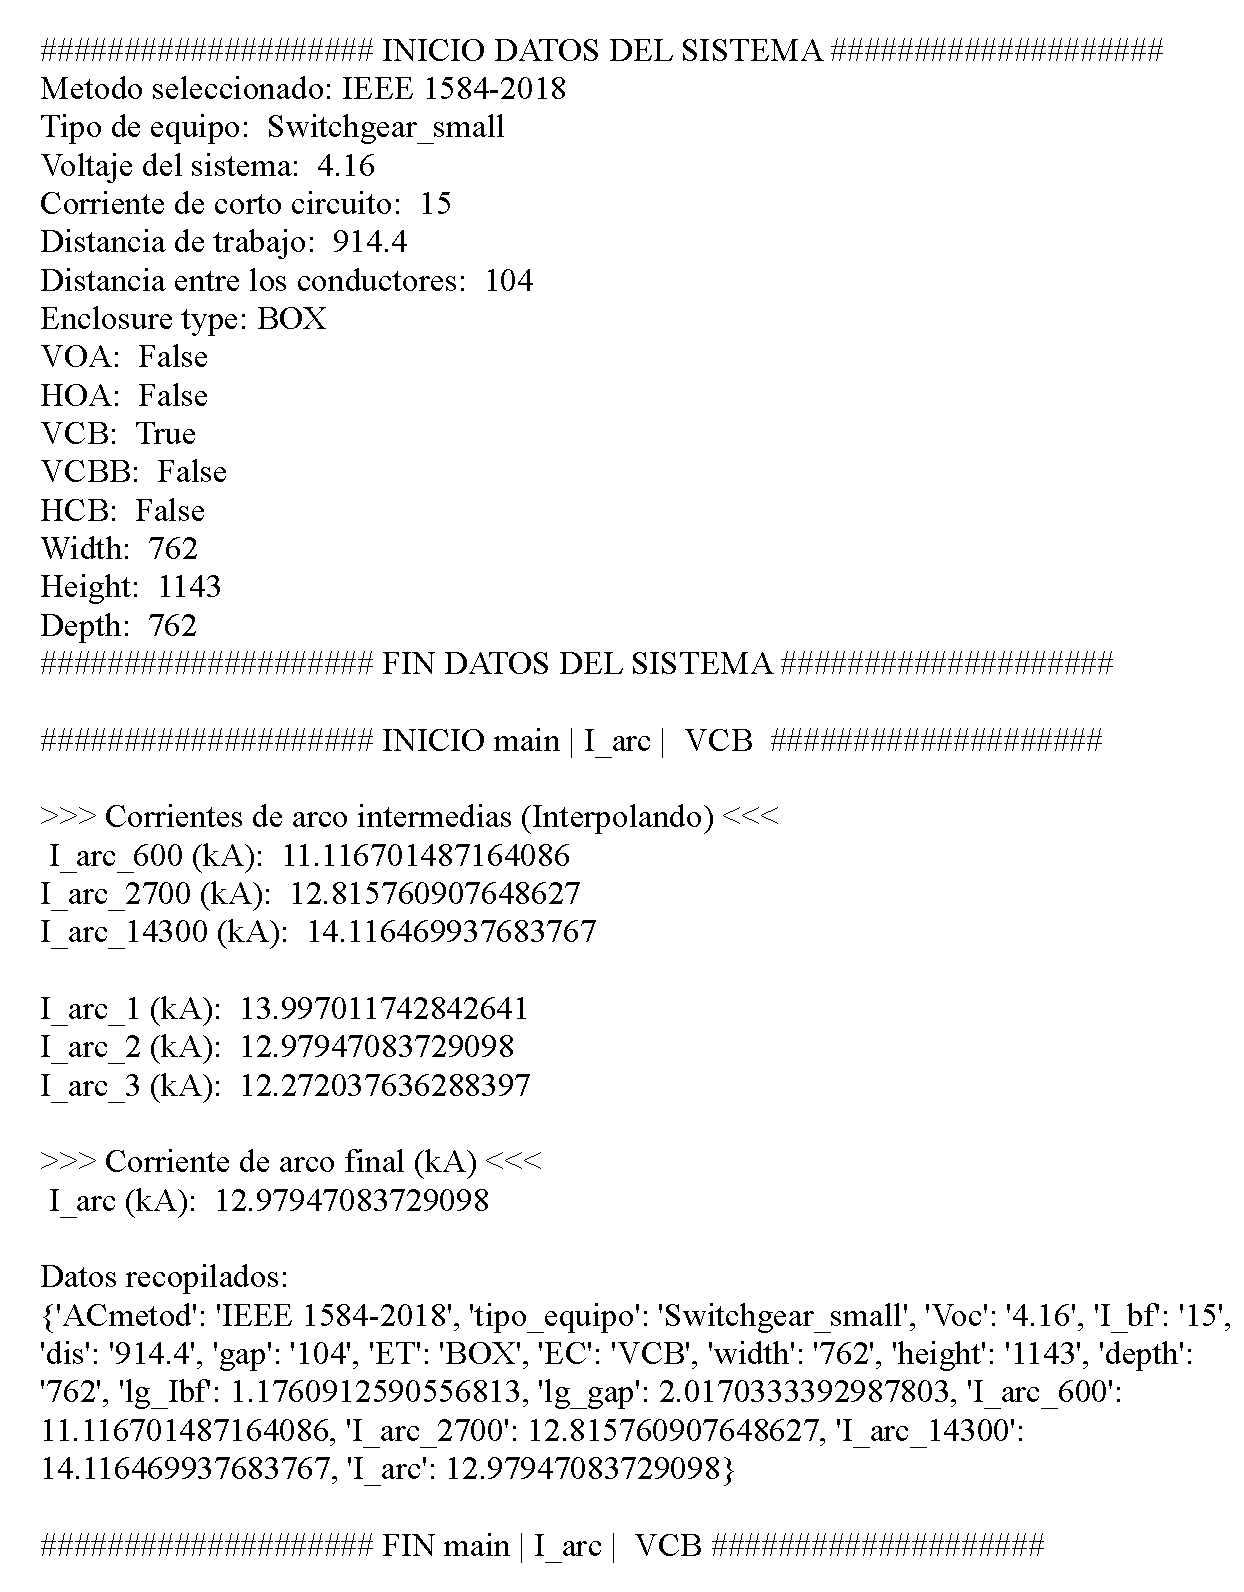 #################### INICIO DATOS DEL SISTEMA ####################
Metodo seleccionado: IEEE 1584-2018
Tipo de equipo:  Switchgear_small
Voltaje del sistema:  4.16
Corriente de corto circuito:  15
Distancia de trabajo:  914.4
Distancia entre los conductores:  104
Enclosure type: BOX
VOA:  False
HOA:  False
VCB:  True
VCBB:  False
HCB:  False
Width:  762
Height:  1143
Depth:  762
#################### FIN DATOS DEL SISTEMA ####################
#################### INICIO main | I_arc |  VCB  ####################
>>> Corrientes de arco intermedias (Interpolando) <<<
I_arc_600 (kA):  11.116701487164086
I_arc_2700 (kA):  12.815760907648627
I_arc_14300 (kA):  14.116469937683767
I_arc_1 (kA):  13.997011742842641
I_arc_2 (kA):  12.97947083729098
I_arc_3 (kA):  12.272037636288397
>>> Corriente de arco final (kA) <<<
I_arc (kA):  12.97947083729098
Datos recopilados:
{'ACmetod': 'IEEE 1584-2018', 'tipo_equipo': 'Switchgear_small', 'Voc': '4.16', 'I_bf': '15',
'dis': '914.4', 'gap': '104', 'ET': 'BOX', 'EC': 'VCB', 'width': '762', 'height': '1143', 'depth':
'762', 'lg_Ibf': 1.1760912590556813, 'lg_gap': 2.0170333392987803, 'I_arc_600':
11.116701487164086, 'I_arc_2700': 12.815760907648627, 'I_arc_14300':
14.116469937683767, 'I_arc': 12.97947083729098}
#################### FIN main | I_arc |  VCB ####################